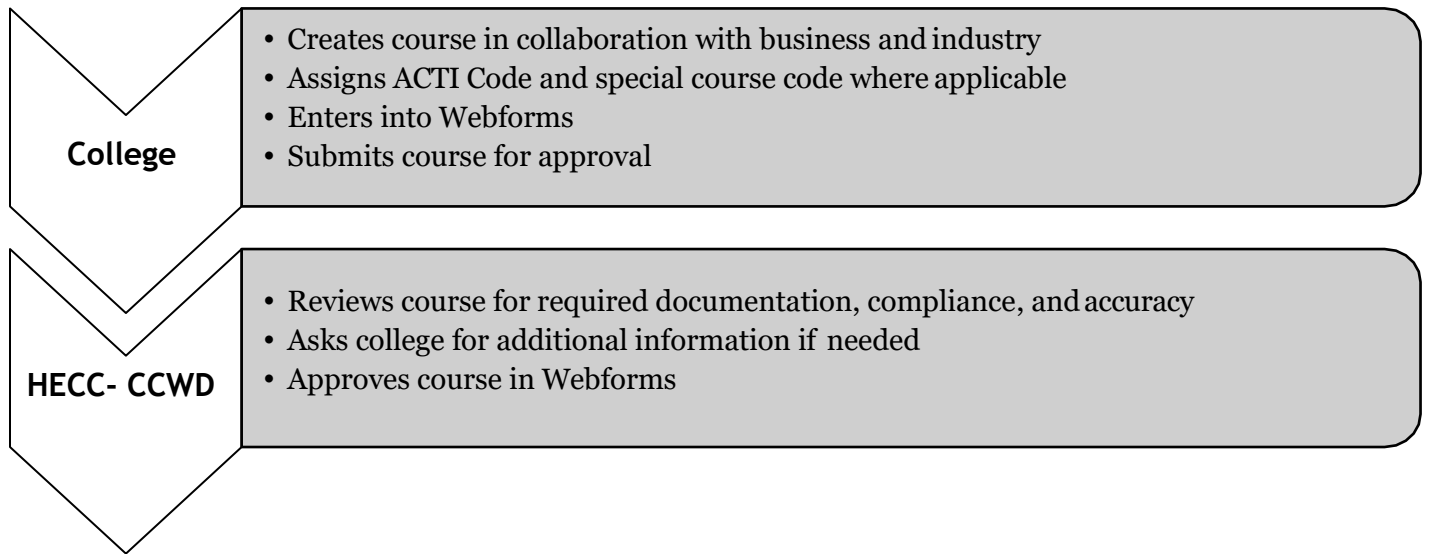 College
• Creates course in collaboration with business and industry
• Assigns ACTI Code and special course code where applicable
• Enters into Webforms
• Submits course for approval
HECC- CCWD
• Reviews course for required documentation, compliance, and accuracy
• Asks college for additional information if needed
• Approves course in Webforms